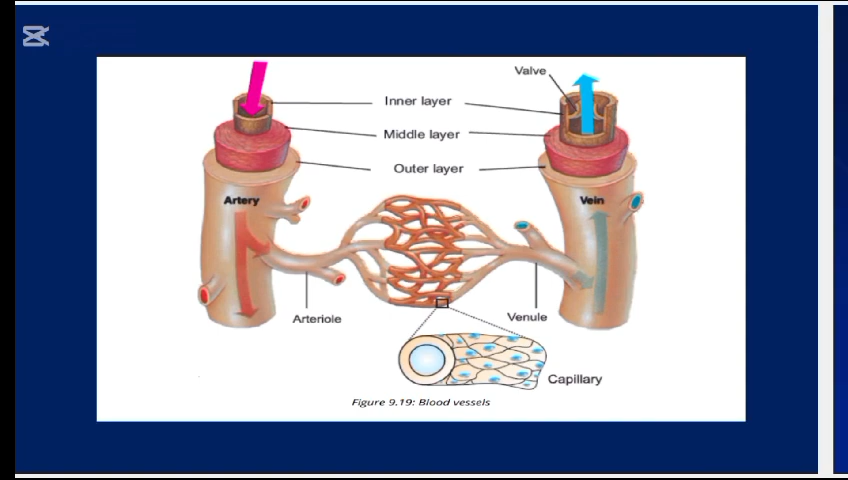 Valve
Inner layer
Middle layer
Outer layer
Artery
Vein
Arteriole
Venule
Capillary
Figure 9.19: Blood vessels